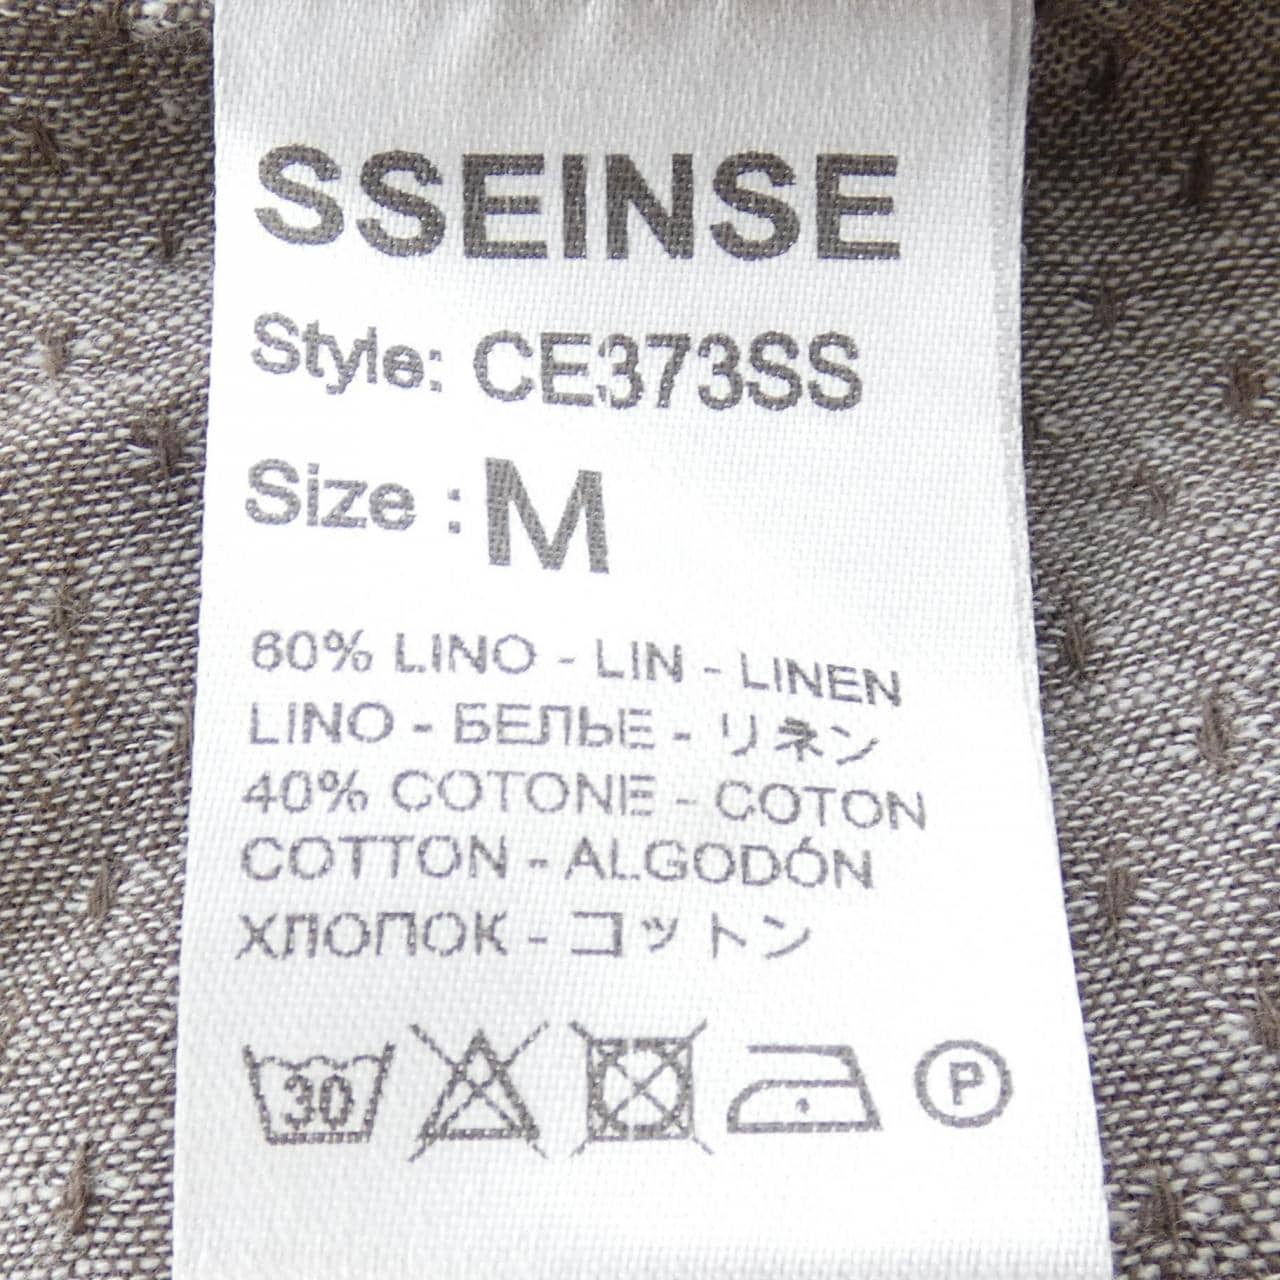 SSEINSE
Style: CE373SS
Size : M
60% LINO - LIN - LINEN
LINO - БЕЛЬЕ - リネン
40% COTONE - COTON
COTTON - ALGODÓN
ХЛОПОК - コットン
30 P